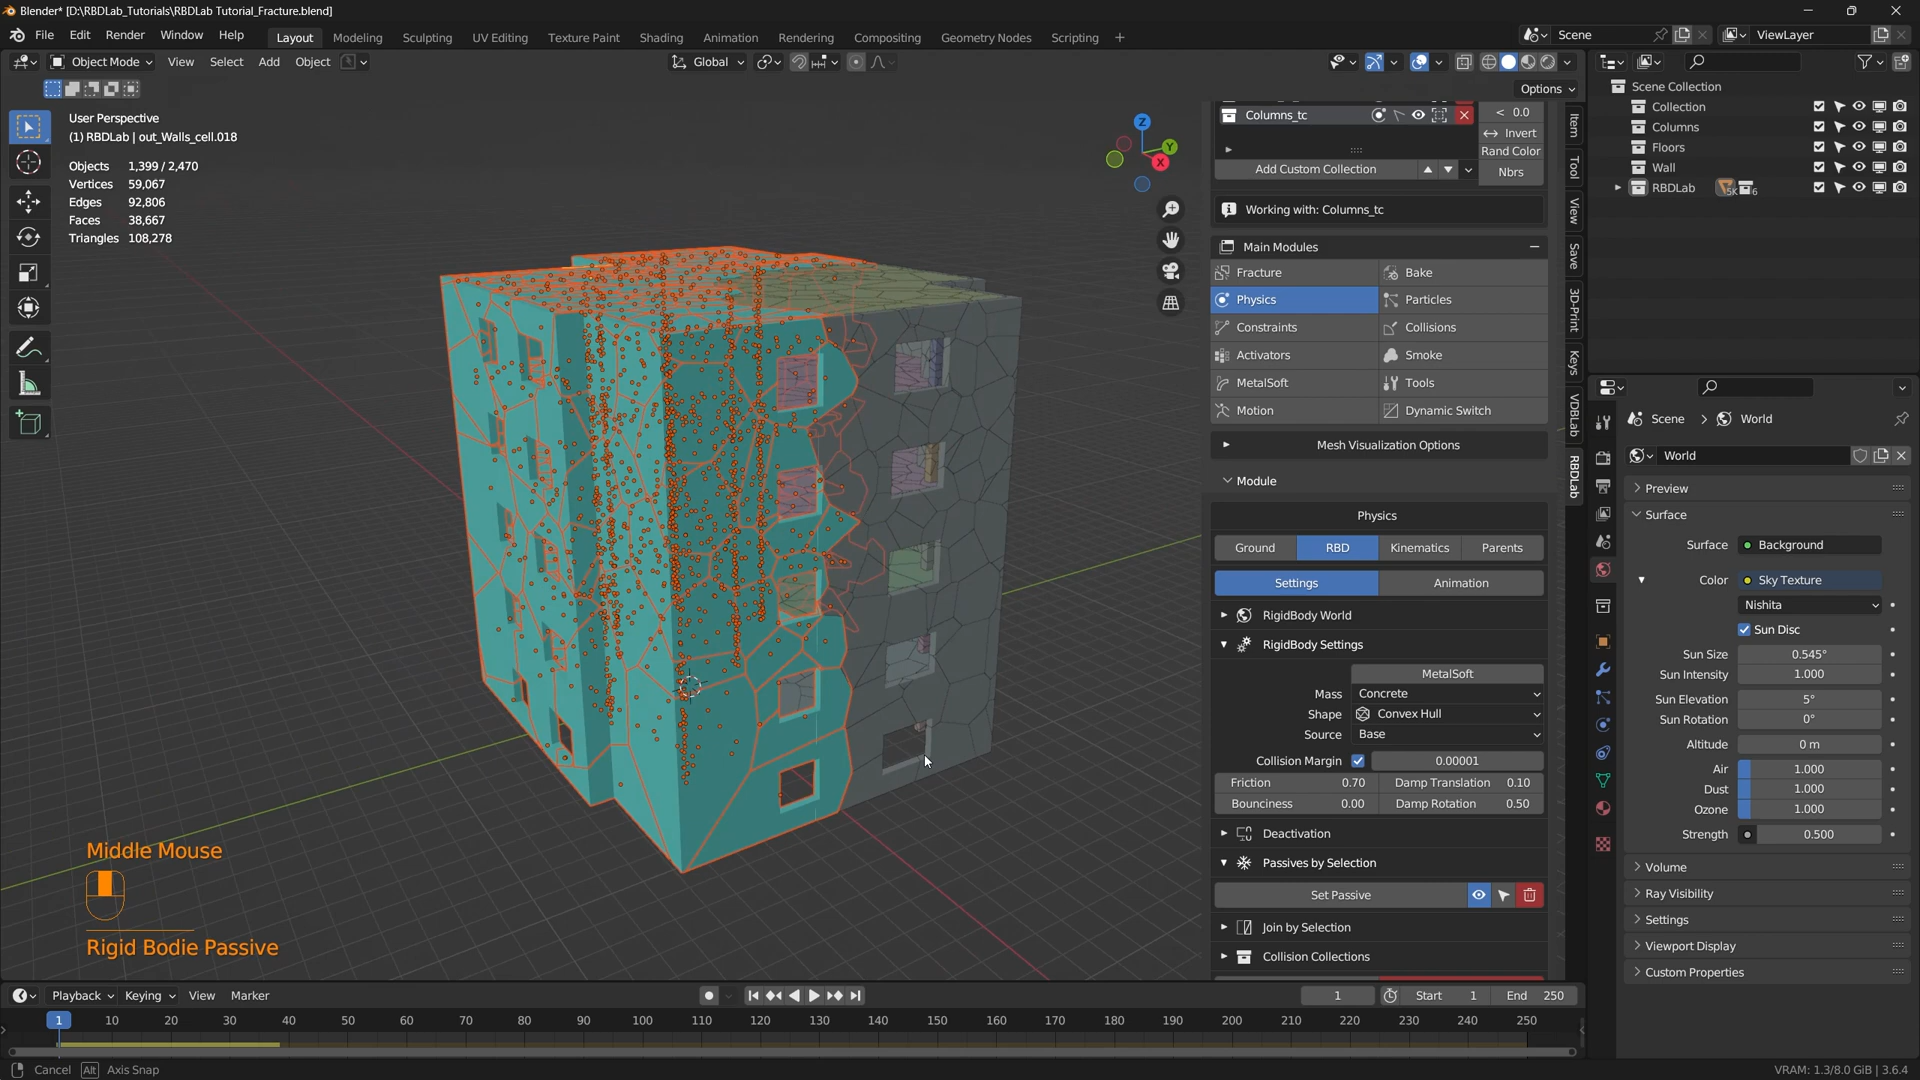 Blender* [D:\RBDLab_Tutorials\RBDLab Tutorial_Fracture.blend]
File Edit Render Window Help Layout Modeling Sculpting UV Editing Texture Paint Shading Animation Rendering Compositing Geometry Nodes Scripting + Scene ViewLayer
Object Mode View Select Add Object Global
Options
User Perspective
(1) RBDLab | out_Walls_cell.018
Objects 1,399 / 2,470
Vertices 59,067
Edges 92,806
Faces 38,667
Triangles 108,278
Z
Y
X
Middle Mouse
Rigid Bodie Passive
Columns_tc
< 0.0
Invert
Rand Color
Add Custom Collection
Nbrs
Working with: Columns_tc
Main Modules
Fracture Bake
Physics Particles
Constraints Collisions
Activators Smoke
MetalSoft Tools
Motion Dynamic Switch
Mesh Visualization Options
Module
Physics
Ground RBD Kinematics Parents
Settings Animation
RigidBody World
RigidBody Settings
MetalSoft
Mass Concrete
Shape Convex Hull
Source Base
Collision Margin 0.00001
Friction 0.70 Damp Translation 0.10
Bounciness 0.00 Damp Rotation 0.50
Deactivation
Passives by Selection
Set Passive
Join by Selection
Collision Collections
Item
Tool
View
Save
3D-Print
Keys
VDBLab
RBDLab
Scene Collection
Collection
Columns
Floors
Wall
RBDLab 5K 6
Scene > World
World
Preview
Surface
Surface Background
Color Sky Texture
Nishita
Sun Disc
Sun Size 0.545°
Sun Intensity 1.000
Sun Elevation 5°
Sun Rotation 0°
Altitude 0 m
Air 1.000
Dust 1.000
Ozone 1.000
Strength 0.500
Volume
Ray Visibility
Settings
Viewport Display
Custom Properties
Playback Keying View Marker 1 Start 1 End 250
1 10 20 30 40 50 60 70 80 90 100 110 120 130 140 150 160 170 180 190 200 210 220 230 240 250
Cancel Alt Axis Snap VRAM: 1.3/8.0 GiB | 3.6.4